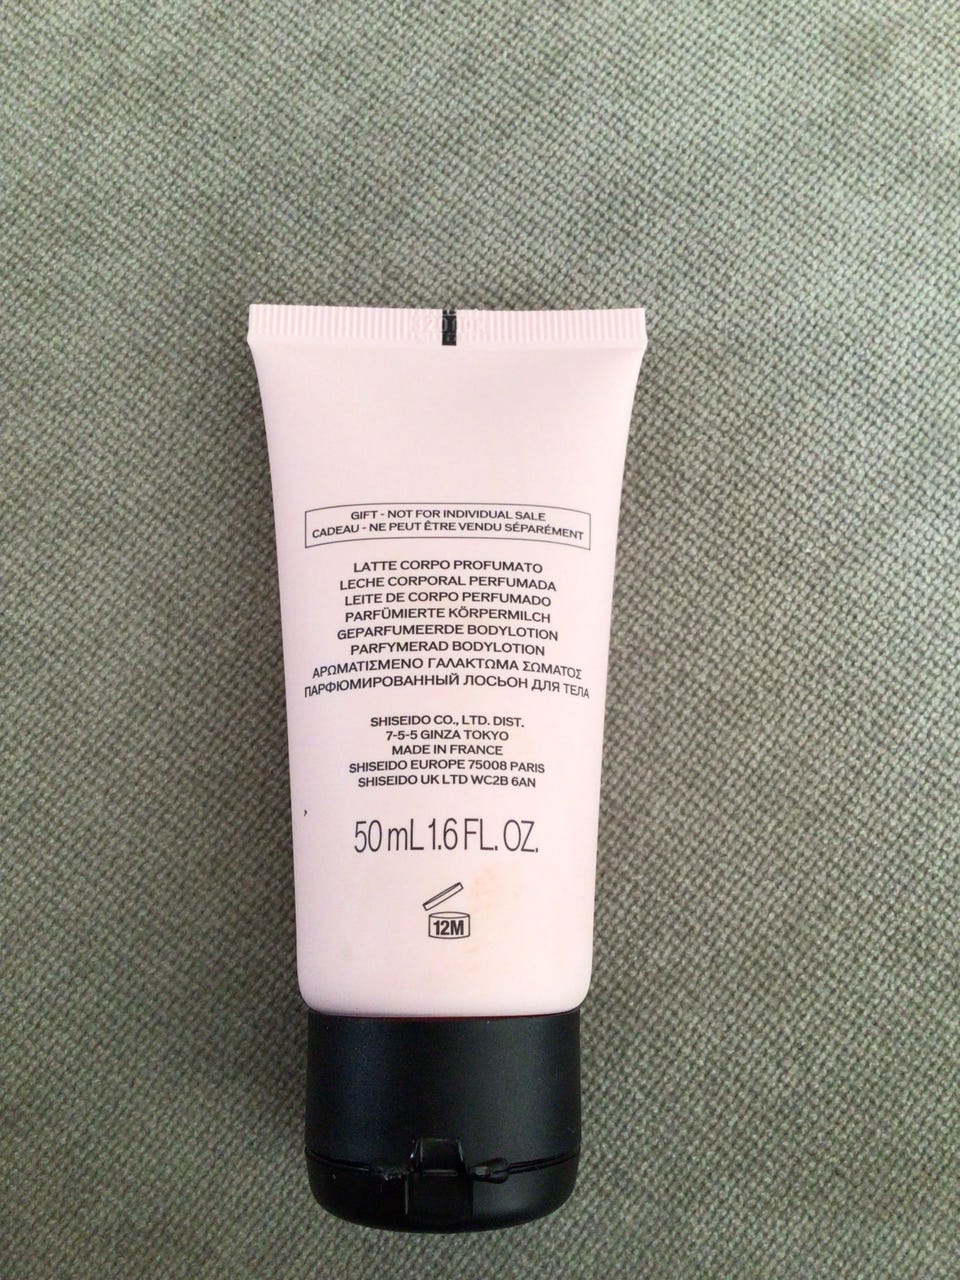 GIFT - NOT FOR INDIVIDUAL SALE
CADEAU - NE PEUT ÊTRE VENDU SÉPARÉMENT
LATTE CORPO PROFUMATO
LECHE CORPORAL PERFUMADA
LEITE DE CORPO PERFUMADO
PARFÜMIERTE KÖRPERMILCH
GEPARFUMEERDE BODYLOTION
PARFYMERAD BODYLOTION
ΑΡΩΜΑΤΙΣΜΕΝΟ ΓΑΛΑΚΤΩΜΑ ΣΩΜΑΤΟΣ
ПАРФЮМИРОВАННЫЙ ЛОСЬОН ДЛЯ ТЕЛА
SHISEIDO CO., LTD. DIST.
7-5-5 GINZA TOKYO
MADE IN FRANCE
SHISEIDO EUROPE 75008 PARIS
SHISEIDO UK LTD WC2B 6AN
50 mL 1.6 FL. OZ.
12M